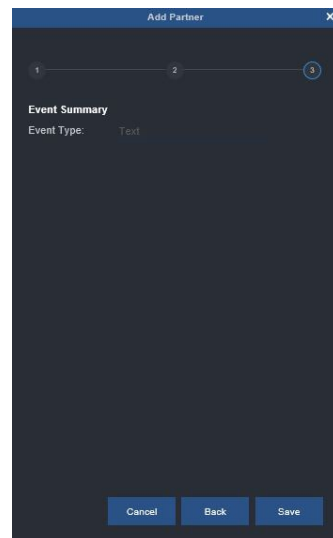 Add Partner X
1 2 3
Event Summary
Event Type: Text
Cancel Back Save